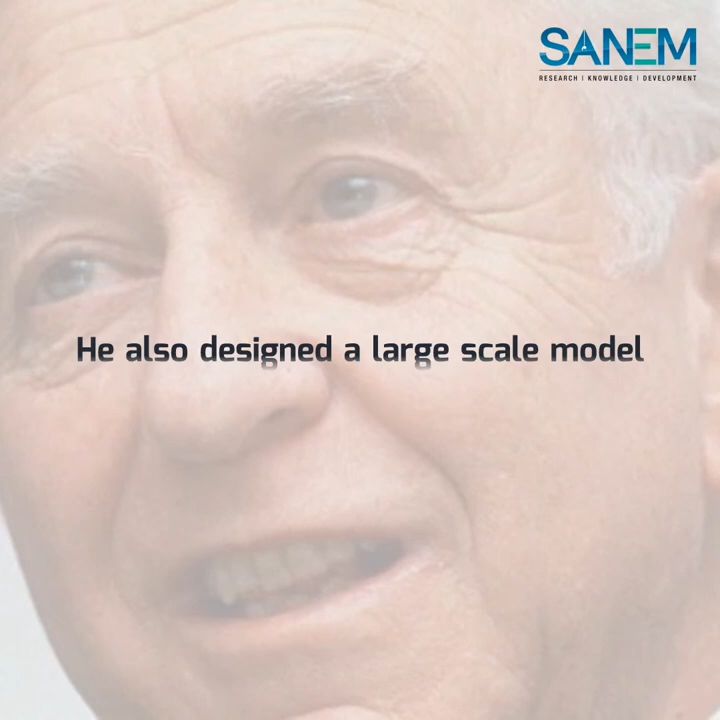 SANEM
RESEARCH | KNOWLEDGE | DEVELOPMENT
He also designed a large scale model